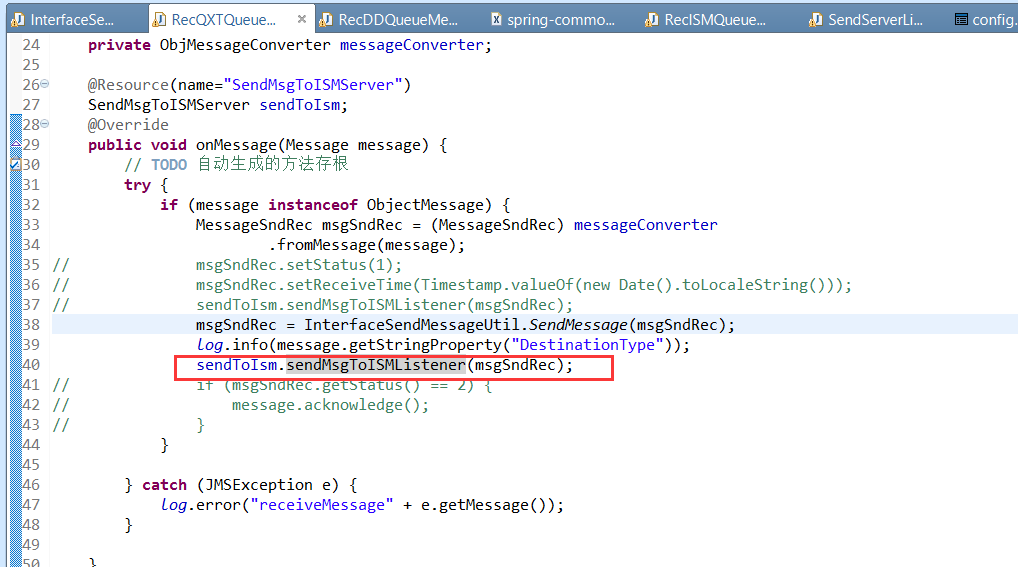 InterfaceSe... RecQXTQueue... RecDDQueueMe... spring-commo... RecISMQueue... SendServerLi... config.
24 private ObjMessageConverter messageConverter;
25
26 @Resource(name="SendMsgToISMServer")
27 SendMsgToISMServer sendToIsm;
28 @Override
29 public void onMessage(Message message) {
30 // TODO 自动生成的方法存根
31 try {
32 if (message instanceof ObjectMessage) {
33 MessageSndRec msgSndRec = (MessageSndRec) messageConverter
34 .fromMessage(message);
35 // msgSndRec.setStatus(1);
36 // msgSndRec.setReceiveTime(Timestamp.valueOf(new Date().toLocaleString()));
37 // sendToIsm.sendMsgToISMListener(msgSndRec);
38 msgSndRec = InterfaceSendMessageUtil.SendMessage(msgSndRec);
39 log.info(message.getStringProperty("DestinationType"));
40 sendToIsm.sendMsgToISMListener(msgSndRec);
41 // if (msgSndRec.getStatus() == 2) {
42 // message.acknowledge();
43 // }
44 }
45
46 } catch (JMSException e) {
47 log.error("receiveMessage" + e.getMessage());
48 }
49
50 }